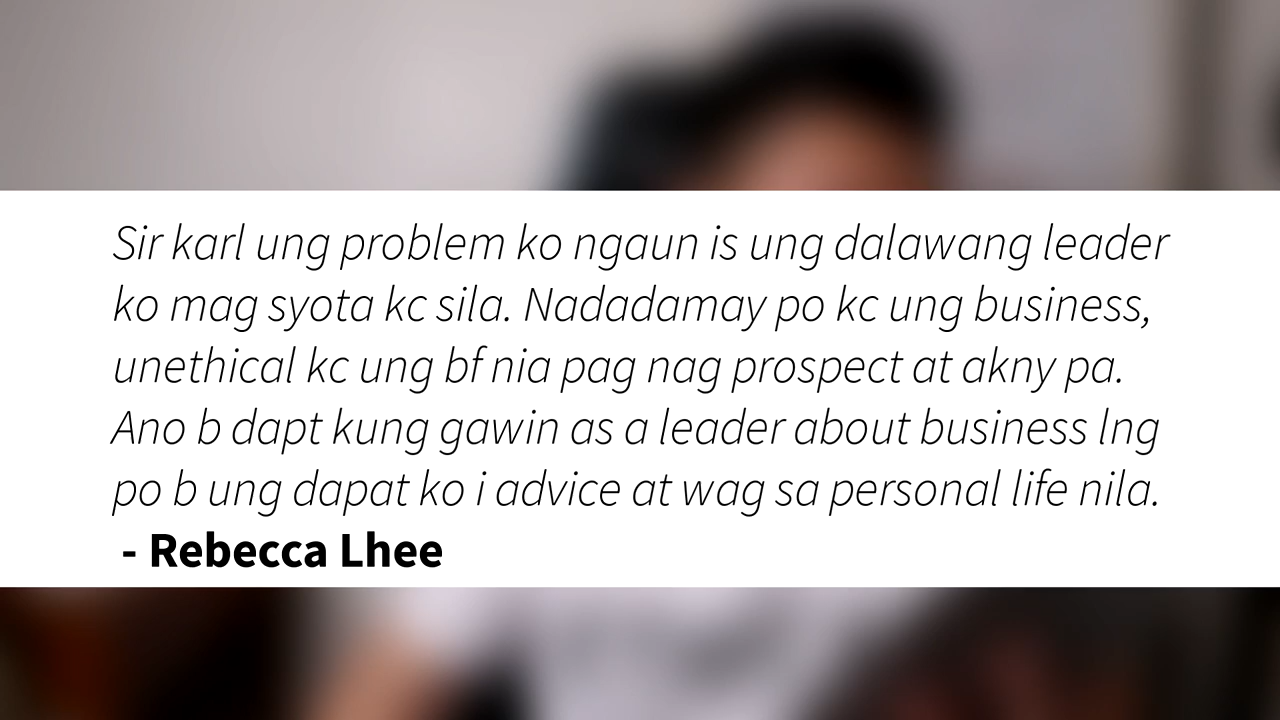 Sir karl ung problem ko ngaun is ung dalawang leader
ko mag syota kc sila. Nadadamay po kc ung business,
unethical kc ung bf nia pag nag prospect at akny pa.
Ano b dapt kung gawin as a leader about business lng
po b ung dapat ko i advice at wag sa personal life nila.
- Rebecca Lhee